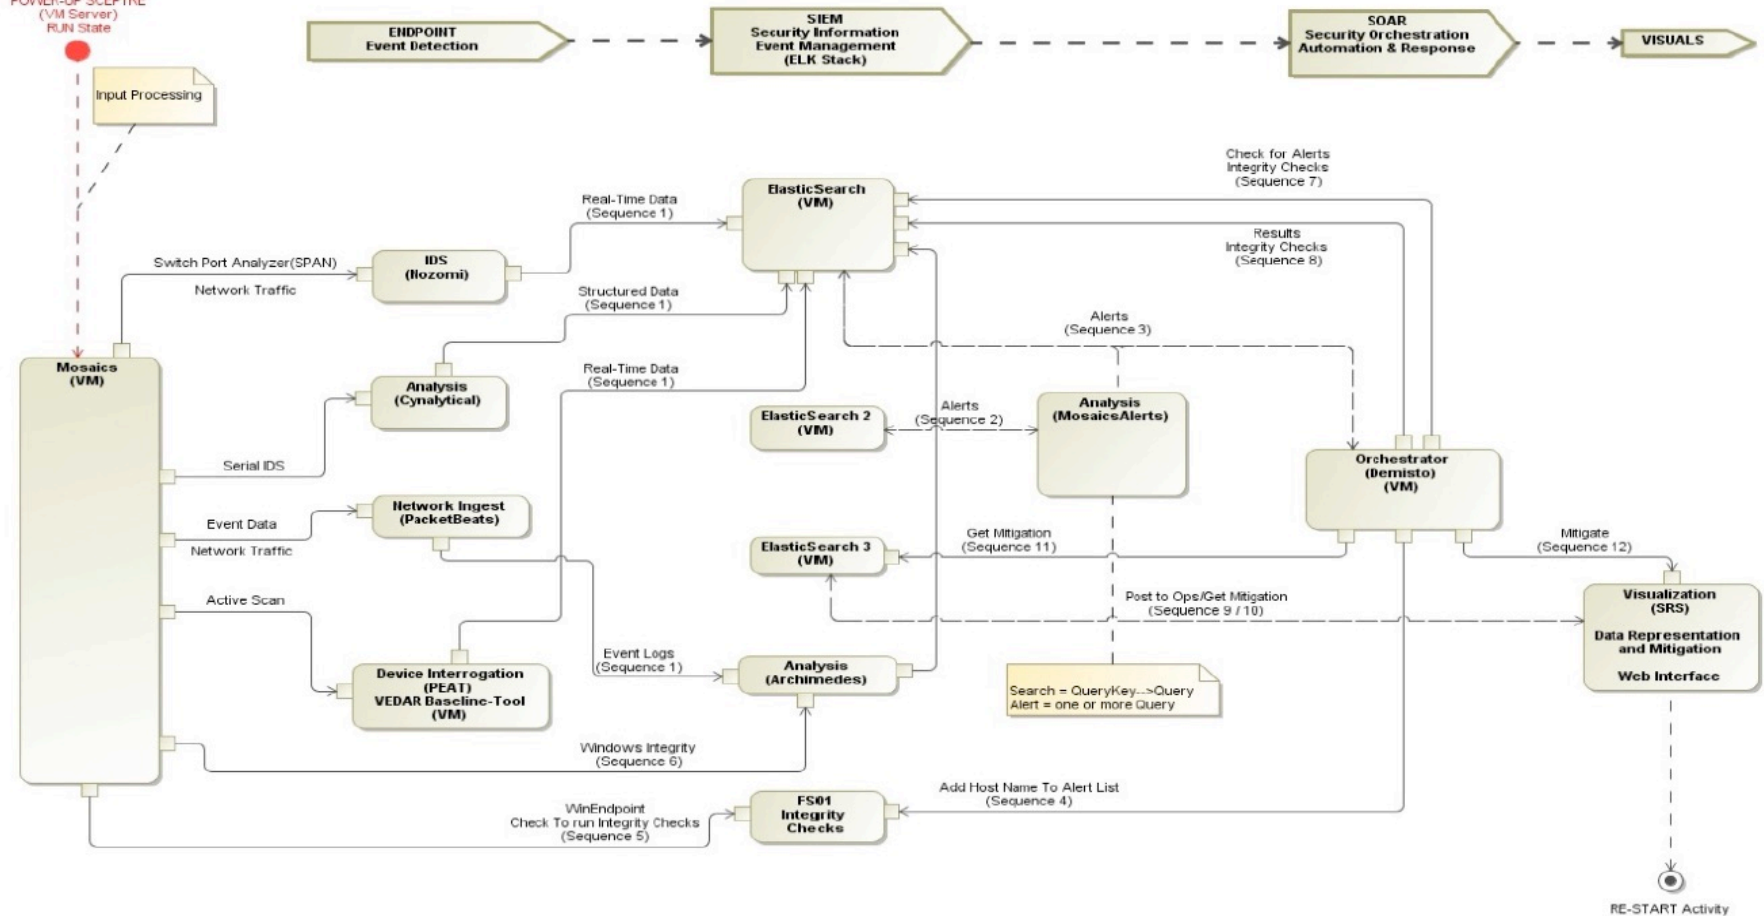 POWER-UP SCEPTRE
(VM Server)
RUN State
ENDPOINT
Event Detection
SIEM
Security Information
Event Management
(ELK Stack)
SOAR
Security Orchestration
Automation & Response
VISUALS
Input Processing
Check for Alerts
Integrity Checks
(Sequence 7)
ElasticSearch
(VM)
Real-Time Data
(Sequence 1)
Results
Integrity Checks
(Sequence 8)
Switch Port Analyzer(SPAN)
Network Traffic
IDS
(Nozomi)
Structured Data
(Sequence 1)
Alerts
(Sequence 3)
Mosaics
(VM)
Real-Time Data
(Sequence 1)
Analysis
(Cynalytical)
ElasticSearch 2
(VM)
Alerts
(Sequence 2)
Analysis
(MosaicsAlerts)
Serial IDS
Orchestrator
(Demisto)
(VM)
Network Ingest
(PacketBeats)
Event Data
Network Traffic
ElasticSearch 3
(VM)
Get Mitigation
(Sequence 11)
Mitigate
(Sequence 12)
Active Scan
Post to Ops/Get Mitigation
(Sequence 9 / 10)
Visualization
(SRS)
Data Representation
and Mitigation
Web Interface
Event Logs
(Sequence 1)
Analysis
(Archimedes)
Device Interrogation
(PEAT)
VEDAR Baseline-Tool
(VM)
Search = QueryKey-->Query
Alert = one or more Query
Windows Integrity
(Sequence 6)
Add Host Name To Alert List
(Sequence 4)
WinEndpoint
Check To run Integrity Checks
(Sequence 5)
FS01
Integrity
Checks
RE-START Activity